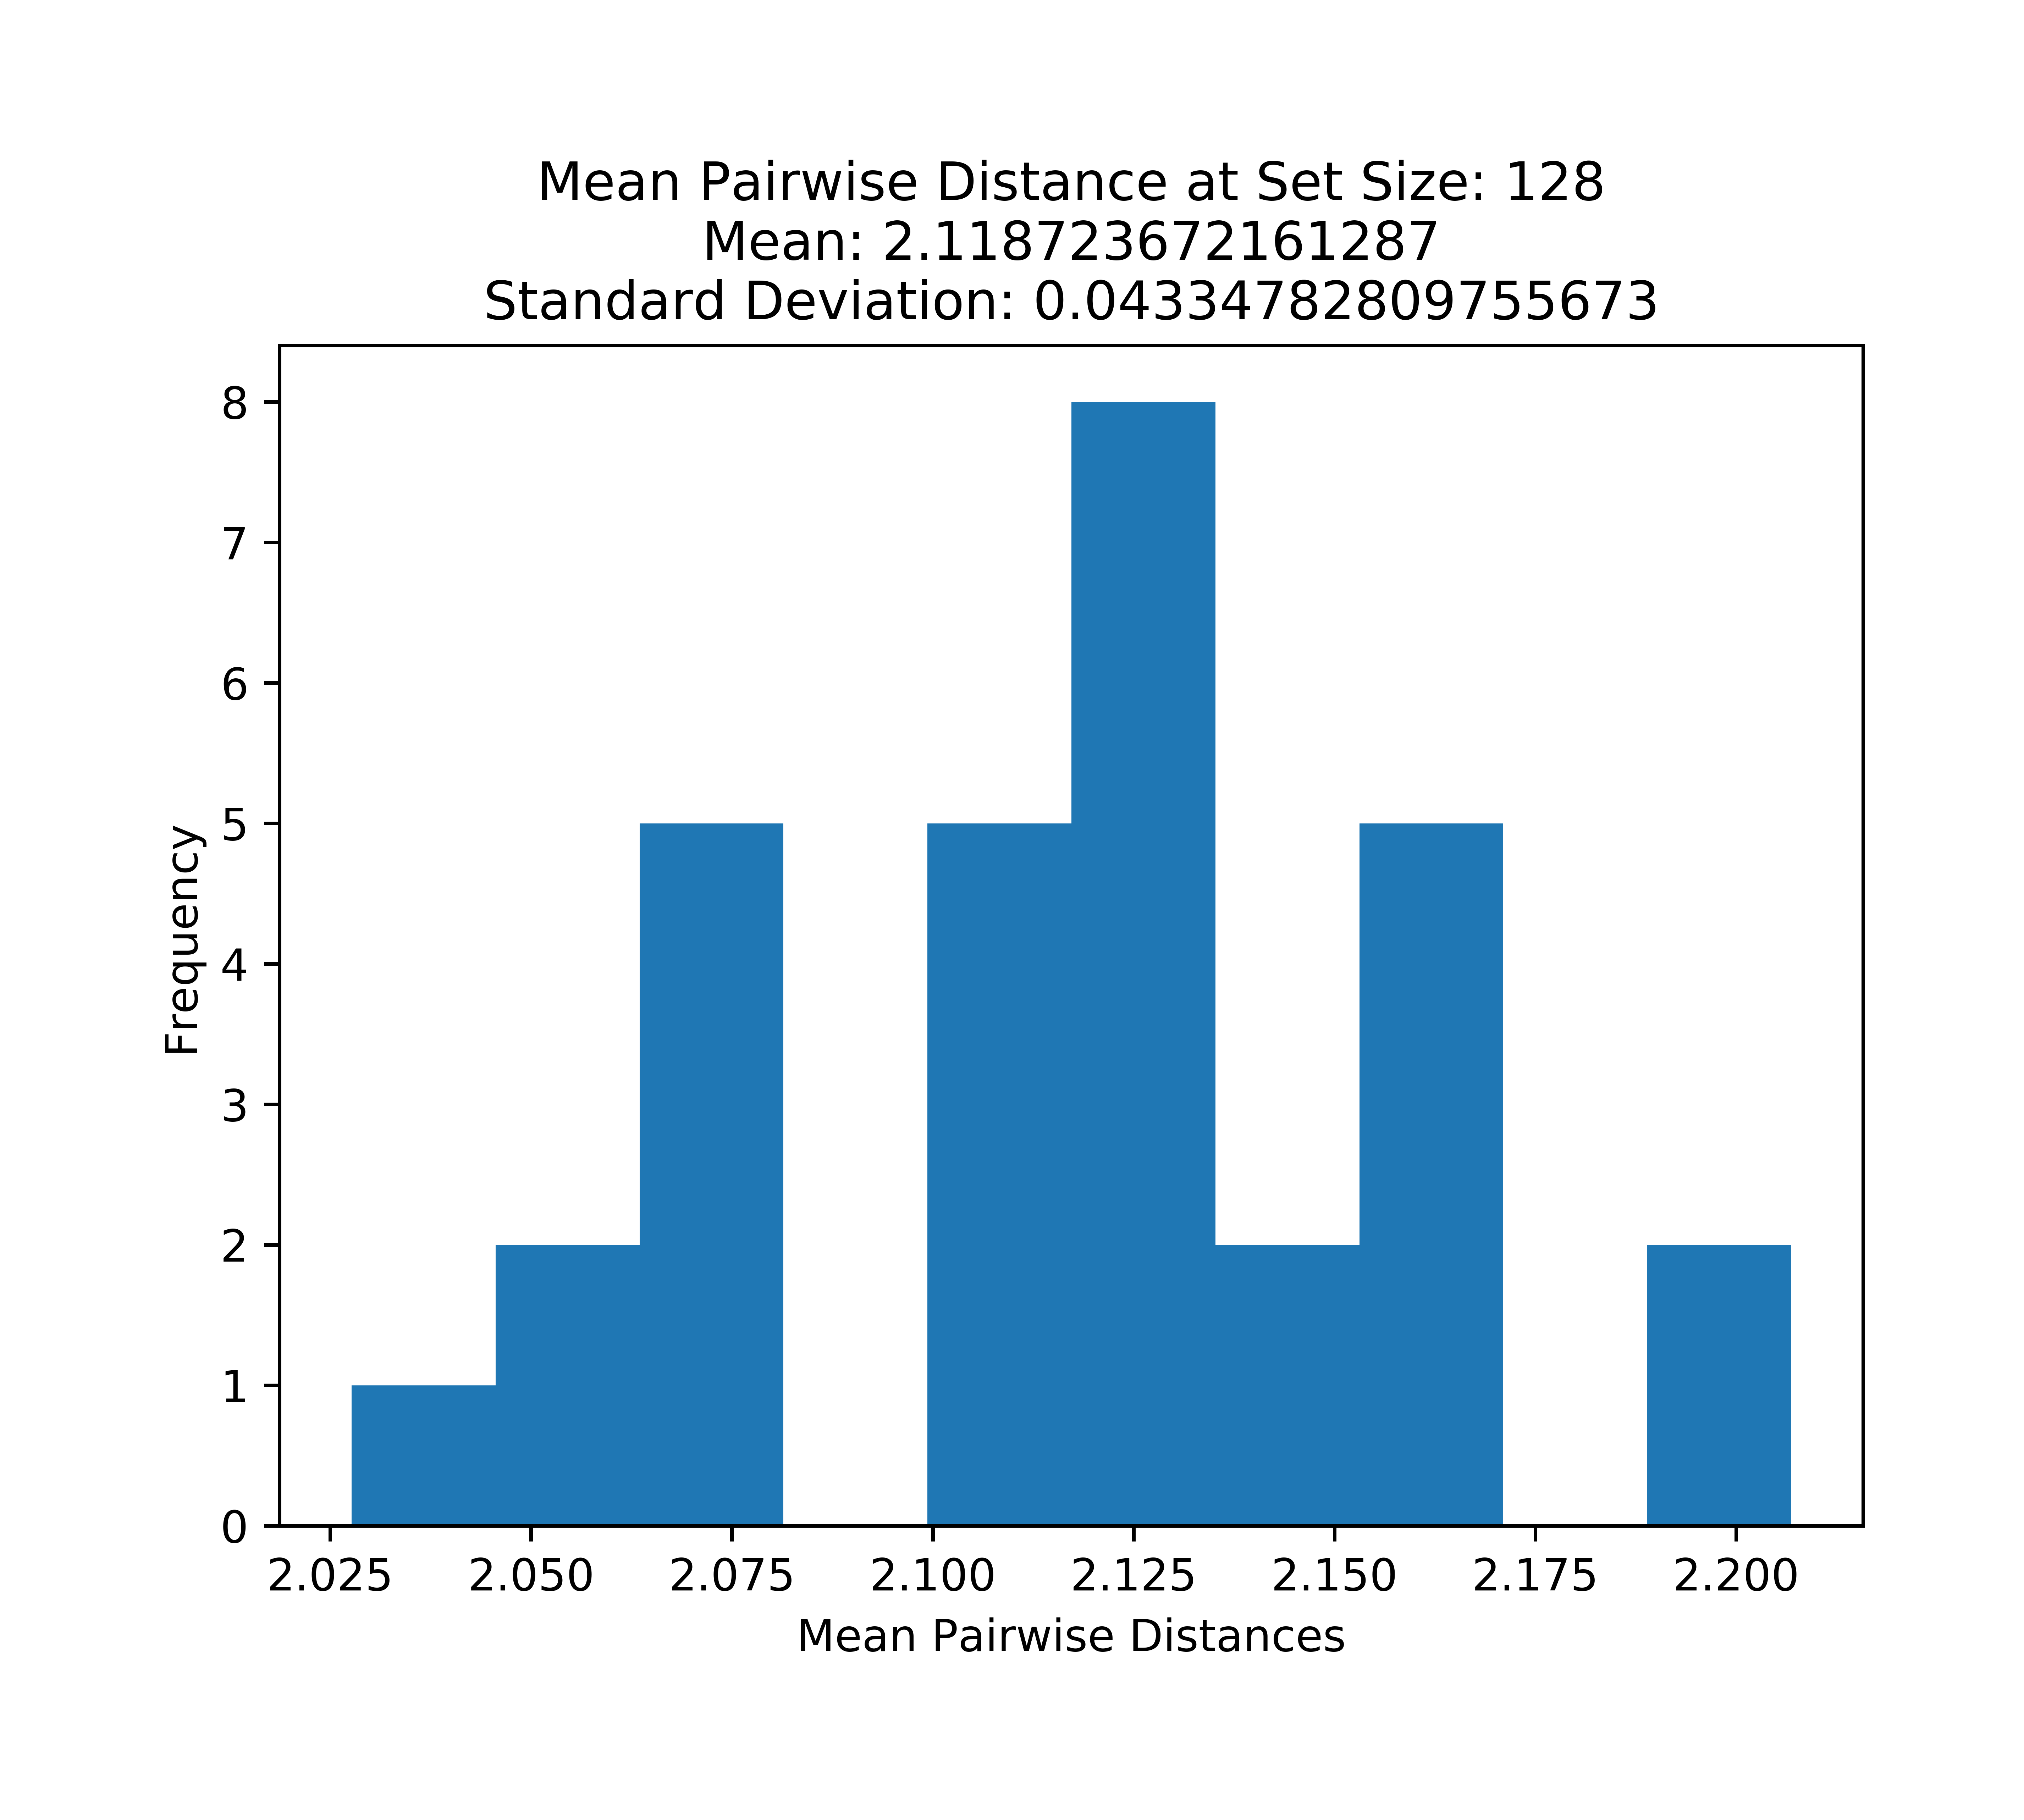 Mean Pairwise Distance at Set Size: 128
Mean: 2.118723672161287
Standard Deviation: 0.04334782809755673
8
7
6
5
4
3
2
1
0
Frequency
2.025 2.050 2.075 2.100 2.125 2.150 2.175 2.200
Mean Pairwise Distances